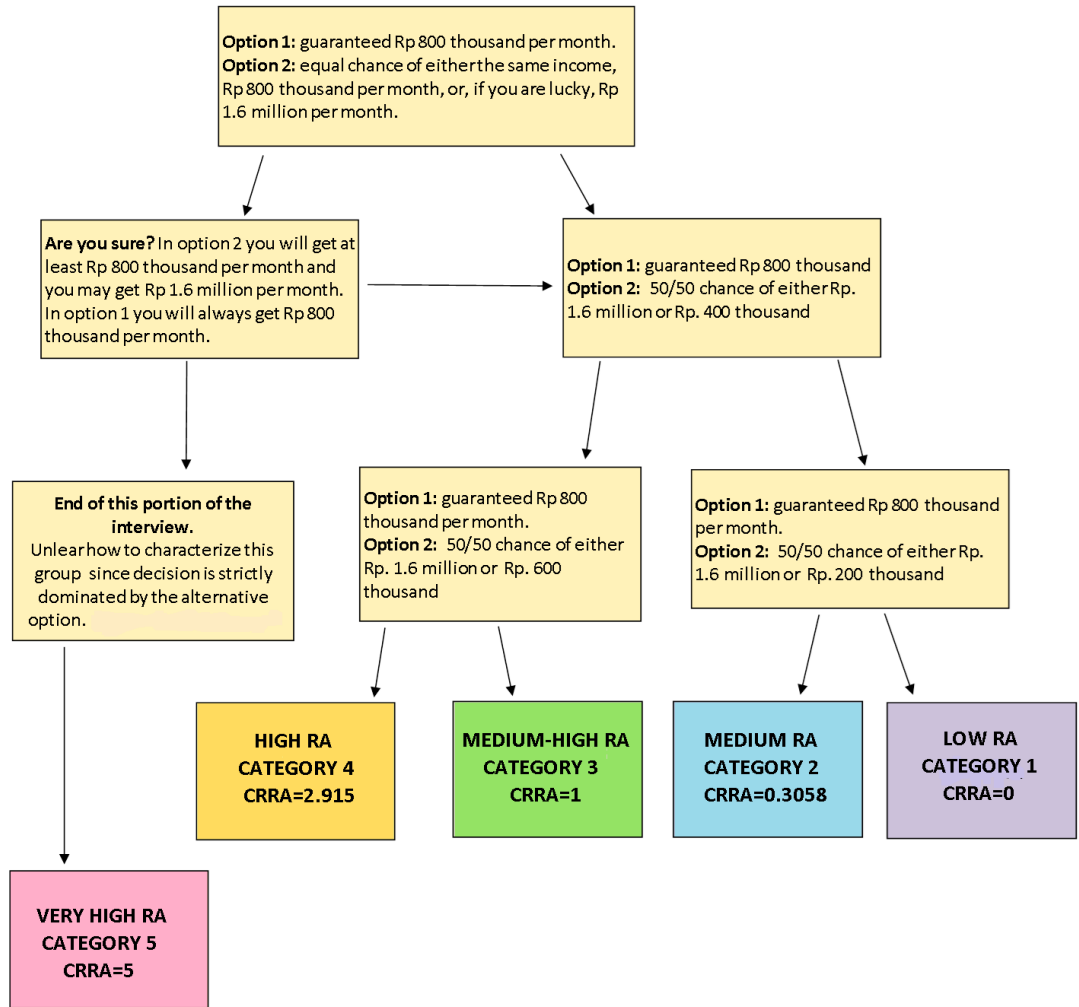 Option 1: guaranteed Rp 800 thousand per month.
Option 2: equal chance of either the same income,
Rp 800 thousand per month, or, if you are lucky, Rp
1.6 million per month.
Are you sure? In option 2 you will get at
least Rp 800 thousand per month and
you may get Rp 1.6 million per month.
In option 1 you will always get Rp 800
thousand per month.
Option 1: guaranteed Rp 800 thousand
Option 2: 50/50 chance of either Rp.
1.6 million or Rp. 400 thousand
End of this portion of the
interview.
Unlear how to characterize this
group since decision is strictly
dominated by the alternative
option.
Option 1: guaranteed Rp 800
thousand per month.
Option 2: 50/50 chance of either
Rp. 1.6 million or Rp. 600
thousand
Option 1: guaranteed Rp 800 thousand
per month.
Option 2: 50/50 chance of either Rp.
1.6 million or Rp. 200 thousand
HIGH RA
CATEGORY 4
CRRA=2.915
MEDIUM-HIGH RA
CATEGORY 3
CRRA=1
MEDIUM RA
CATEGORY 2
CRRA=0.3058
LOW RA
CATEGORY 1
CRRA=0
VERY HIGH RA
CATEGORY 5
CRRA=5